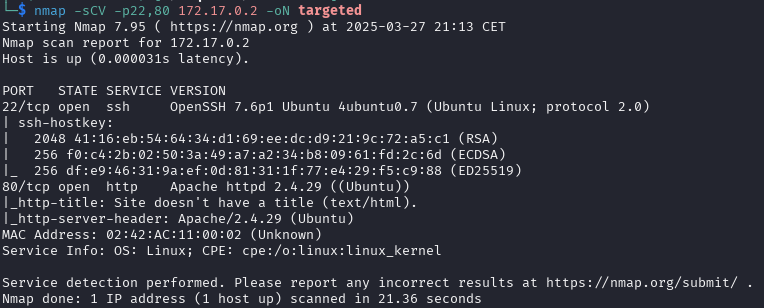 └─$ nmap -sCV -p22,80 172.17.0.2 -oN targeted
Starting Nmap 7.95 ( https://nmap.org ) at 2025-03-27 21:13 CET
Nmap scan report for 172.17.0.2
Host is up (0.000031s latency).

PORT   STATE SERVICE VERSION
22/tcp open  ssh     OpenSSH 7.6p1 Ubuntu 4ubuntu0.7 (Ubuntu Linux; protocol 2.0)
| ssh-hostkey:
|   2048 41:16:eb:54:64:34:d1:69:ee:dc:d9:21:9c:72:a5:c1 (RSA)
|   256 f0:c4:2b:02:50:3a:49:a7:a2:34:b8:09:61:fd:2c:6d (ECDSA)
|_  256 df:e9:46:31:9a:ef:0d:81:31:1f:77:e4:29:f5:c9:88 (ED25519)
80/tcp open  http    Apache httpd 2.4.29 ((Ubuntu))
|_http-title: Site doesn't have a title (text/html).
|_http-server-header: Apache/2.4.29 (Ubuntu)
MAC Address: 02:42:AC:11:00:02 (Unknown)
Service Info: OS: Linux; CPE: cpe:/o:linux:linux_kernel

Service detection performed. Please report any incorrect results at https://nmap.org/submit/ .
Nmap done: 1 IP address (1 host up) scanned in 21.36 seconds